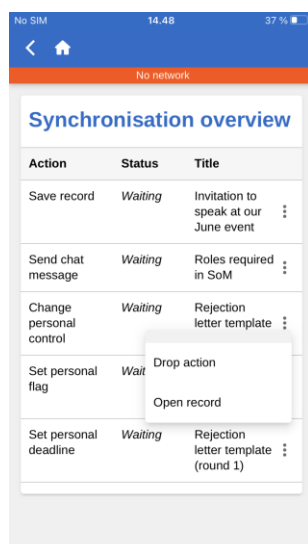 No SIM 14.48 37 %
No network
Synchronisation overview
Action Status Title
Save record Waiting Invitation to
speak at our
June event
Send chat Waiting Roles required
message in SoM
Change Waiting Rejection
personal letter template
control
Drop action
Open record
Set personal Wait
flag
Set personal Waiting Rejection
deadline letter template
(round 1)